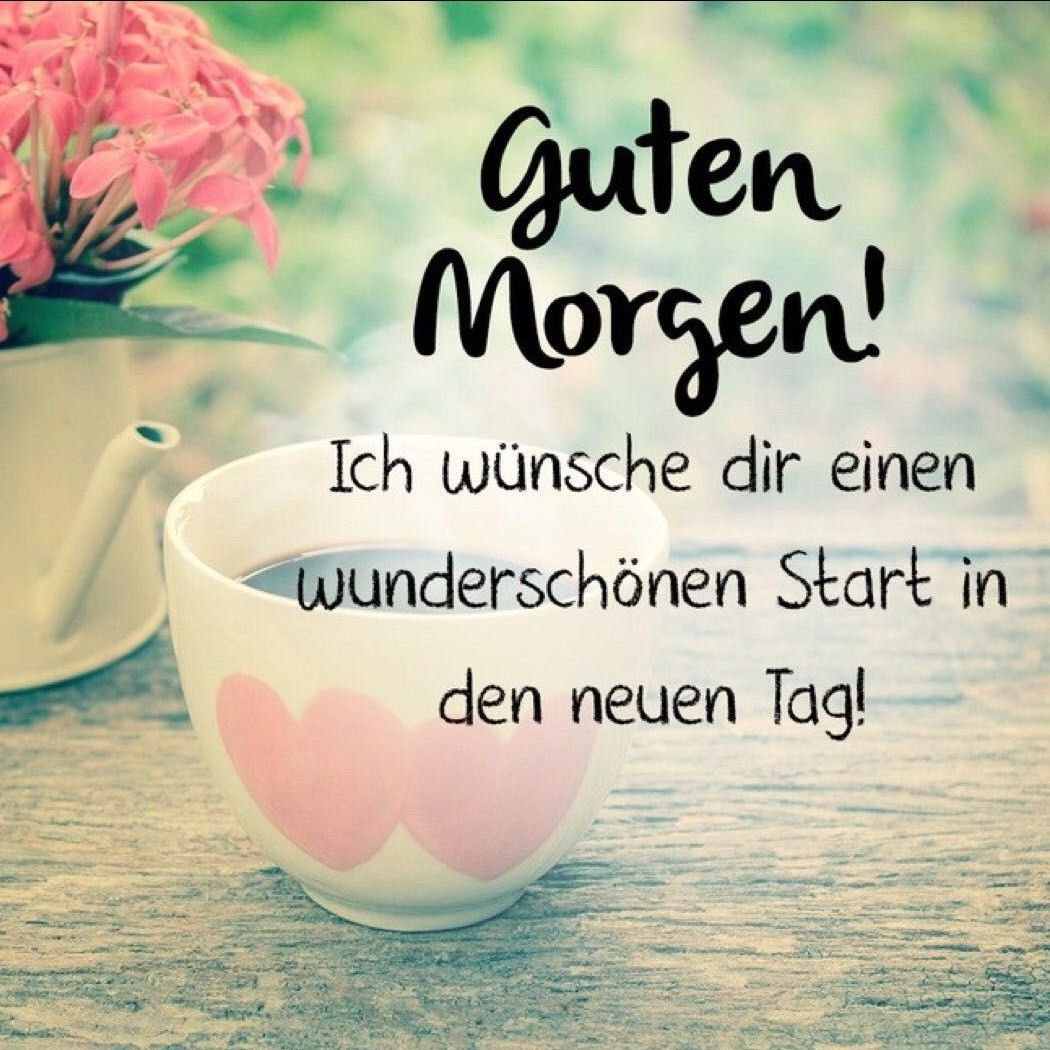 Guten
Morgen!
Ich wünsche dir einen
wunderschönen Start in
den neuen Tag!